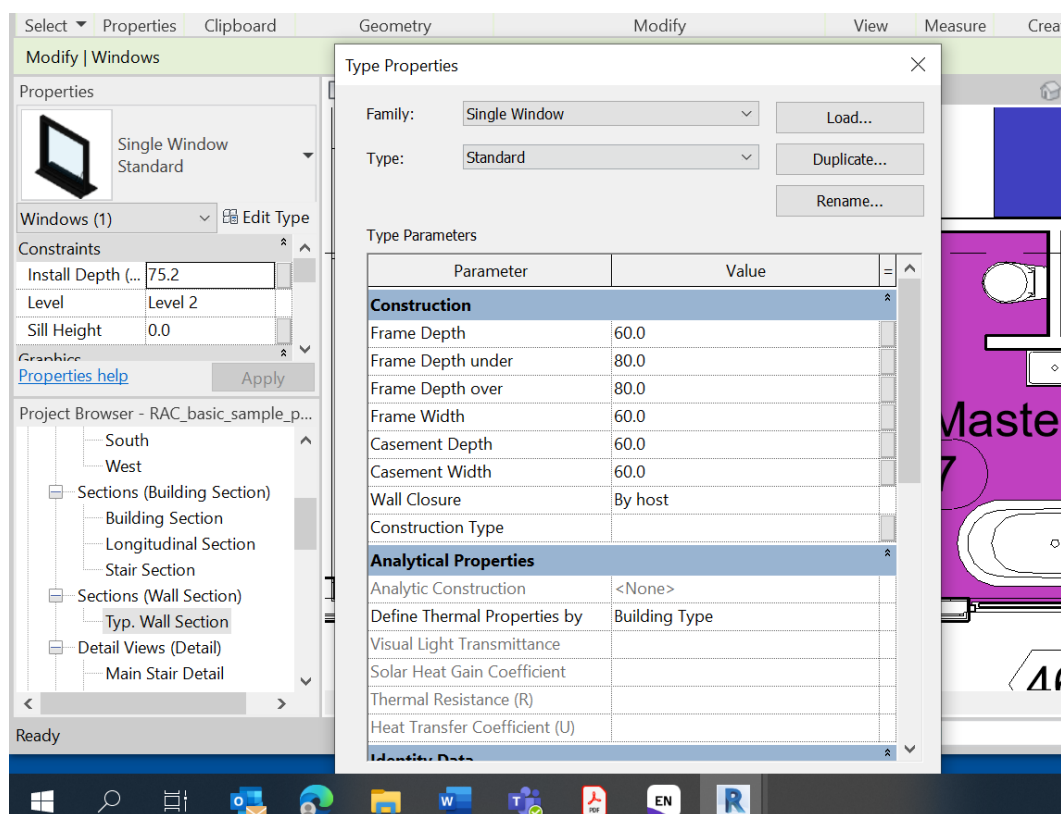 Select Properties Clipboard Geometry Modify View Measure Crea
Modify | Windows
Properties
Single Window
Standard
Windows (1) Edit Type
Constraints
Install Depth (... 75.2
Level Level 2
Sill Height 0.0
Graphics
Properties help Apply
Project Browser - RAC_basic_sample_p...
South
West
Sections (Building Section)
Building Section
Longitudinal Section
Stair Section
Sections (Wall Section)
Typ. Wall Section
Detail Views (Detail)
Main Stair Detail
Ready
Type Properties
Family: Single Window Load...
Type: Standard Duplicate...
Rename...
Type Parameters
Parameter Value =
Construction
Frame Depth 60.0
Frame Depth under 80.0
Frame Depth over 80.0
Frame Width 60.0
Casement Depth 60.0
Casement Width 60.0
Wall Closure By host
Construction Type
Analytical Properties
Analytic Construction <None>
Define Thermal Properties by Building Type
Visual Light Transmittance
Solar Heat Gain Coefficient
Thermal Resistance (R)
Heat Transfer Coefficient (U)
Identity Data
Maste
7
46
EN
R